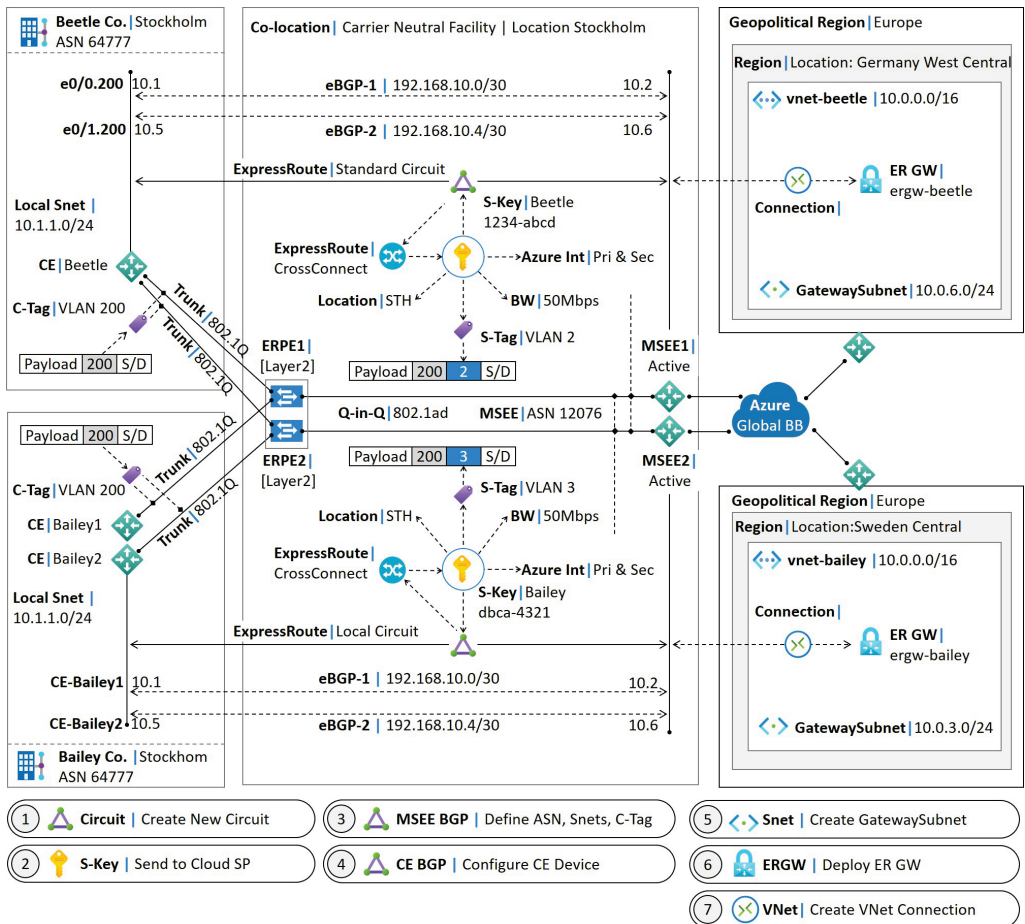 Beetle Co. | Stockholm
ASN 64777
e0/0.200 10.1
e0/1.200 10.5
Local Snet |
10.1.1.0/24
CE | Beetle
C-Tag | VLAN 200
Payload 200 S/D
Trunk | 802.1Q
Trunk | 802.1Q
Payload 200 S/D
Trunk | 802.1Q
C-Tag | VLAN 200
Trunk | 802.1Q
CE | Bailey1
CE | Bailey2
Local Snet |
10.1.1.0/24
CE-Bailey1 10.1
CE-Bailey2 10.5
Bailey Co. | Stockhom
ASN 64777
Co-location | Carrier Neutral Facility | Location Stockholm
eBGP-1 | 192.168.10.0/30 10.2
eBGP-2 | 192.168.10.4/30 10.6
ExpressRoute | Standard Circuit
S-Key | Beetle
1234-abcd
ExpressRoute |
CrossConnect
Azure Int | Pri & Sec
Location | STH
BW | 50Mbps
S-Tag | VLAN 2
ERPE1 |
[Layer2]
Payload 200 2 S/D
MSEE1 |
Active
Q-in-Q | 802.1ad
MSEE | ASN 12076
ERPE2 |
[Layer2]
Payload 200 3 S/D
MSEE2 |
Active
S-Tag | VLAN 3
Location | STH
BW | 50Mbps
ExpressRoute |
CrossConnect
Azure Int | Pri & Sec
S-Key | Bailey
dbca-4321
ExpressRoute | Local Circuit
eBGP-1 | 192.168.10.0/30 10.2
eBGP-2 | 192.168.10.4/30 10.6
Geopolitical Region | Europe
Region | Location: Germany West Central
vnet-beetle | 10.0.0.0/16
ER GW |
ergw-beetle
Connection |
GatewaySubnet | 10.0.6.0/24
Azure
Global BB
Geopolitical Region | Europe
Region | Location:Sweden Central
vnet-bailey | 10.0.0.0/16
Connection |
ER GW |
ergw-bailey
GatewaySubnet | 10.0.3.0/24
1 Circuit | Create New Circuit
2 S-Key | Send to Cloud SP
3 MSEE BGP | Define ASN, Snets, C-Tag
4 CE BGP | Configure CE Device
5 Snet | Create GatewaySubnet
6 ERGW | Deploy ER GW
7 VNet | Create VNet Connection